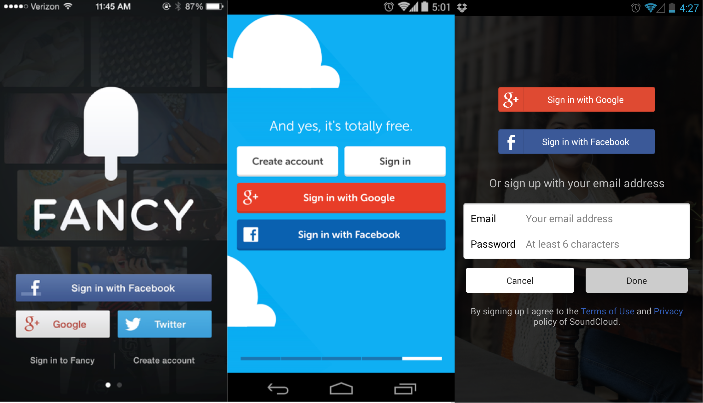 Verizon 11:45 AM 87%
FANCY
f Sign in with Facebook
g+ Google
Twitter
Sign in to Fancy
Create account
5:01
And yes, it's totally free.
Create account
Sign in
g+ Sign in with Google
f Sign in with Facebook
4:27
g+ Sign in with Google
f Sign in with Facebook
Or sign up with your email address
Email Your email address
Password At least 6 characters
Cancel
Done
By signing up I agree to the Terms of Use and Privacy
policy of SoundCloud.